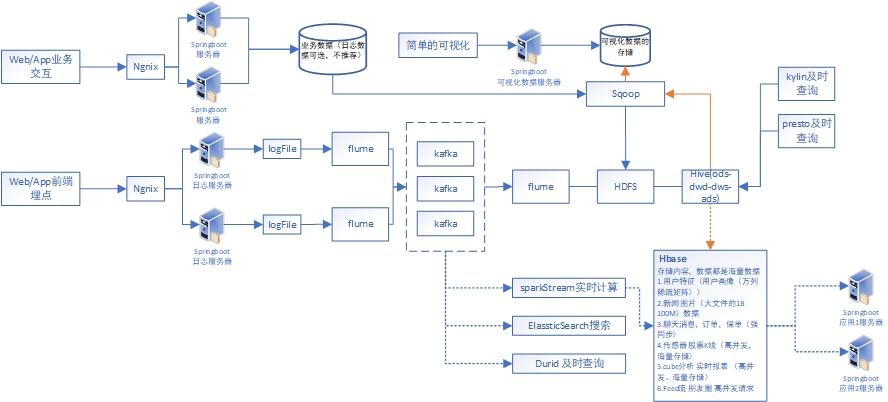 Web/App业务
交互
Ngnix
Springboot
服务器
Springboot
服务器
业务数据（日志数
据可选、不推荐）
简单的可视化
Springboot
可视化数据服务器
可视化数据的
存储
Sqoop
kylin及时
查询
presto及时
查询
Web/App前端
埋点
Ngnix
Springboot
日志服务器
Springboot
日志服务器
logFile
logFile
flume
flume
kafka
kafka
kafka
flume
HDFS
Hive(ods-
dwd-dws-
ads)
sparkStream实时计算
ElassticSearch搜索
Durid 及时查询
Hbase
存储内容、数据都是海量数据
1.用户特征（用户画像（万列
稀疏矩阵））
2.新闻图片（大文件的1B-
100M）数据
3.聊天消息、订单、保单（强
同步）
4.传感器 股票K线（高并发、
海量存储）
5.cube分析 实时报表 （高并
发、海量存储）
6.Feed流 朋友圈 高并发请求
Springboot
应用1服务器
Springboot
应用2服务器